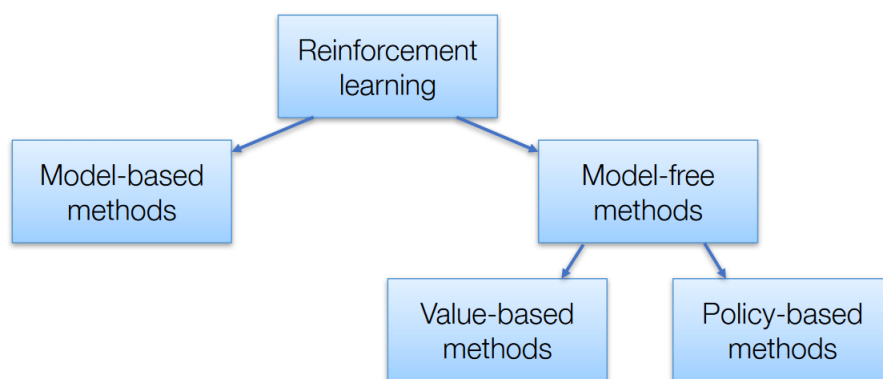 Reinforcement
learning
Model-based
methods
Model-free
methods
Value-based
methods
Policy-based
methods